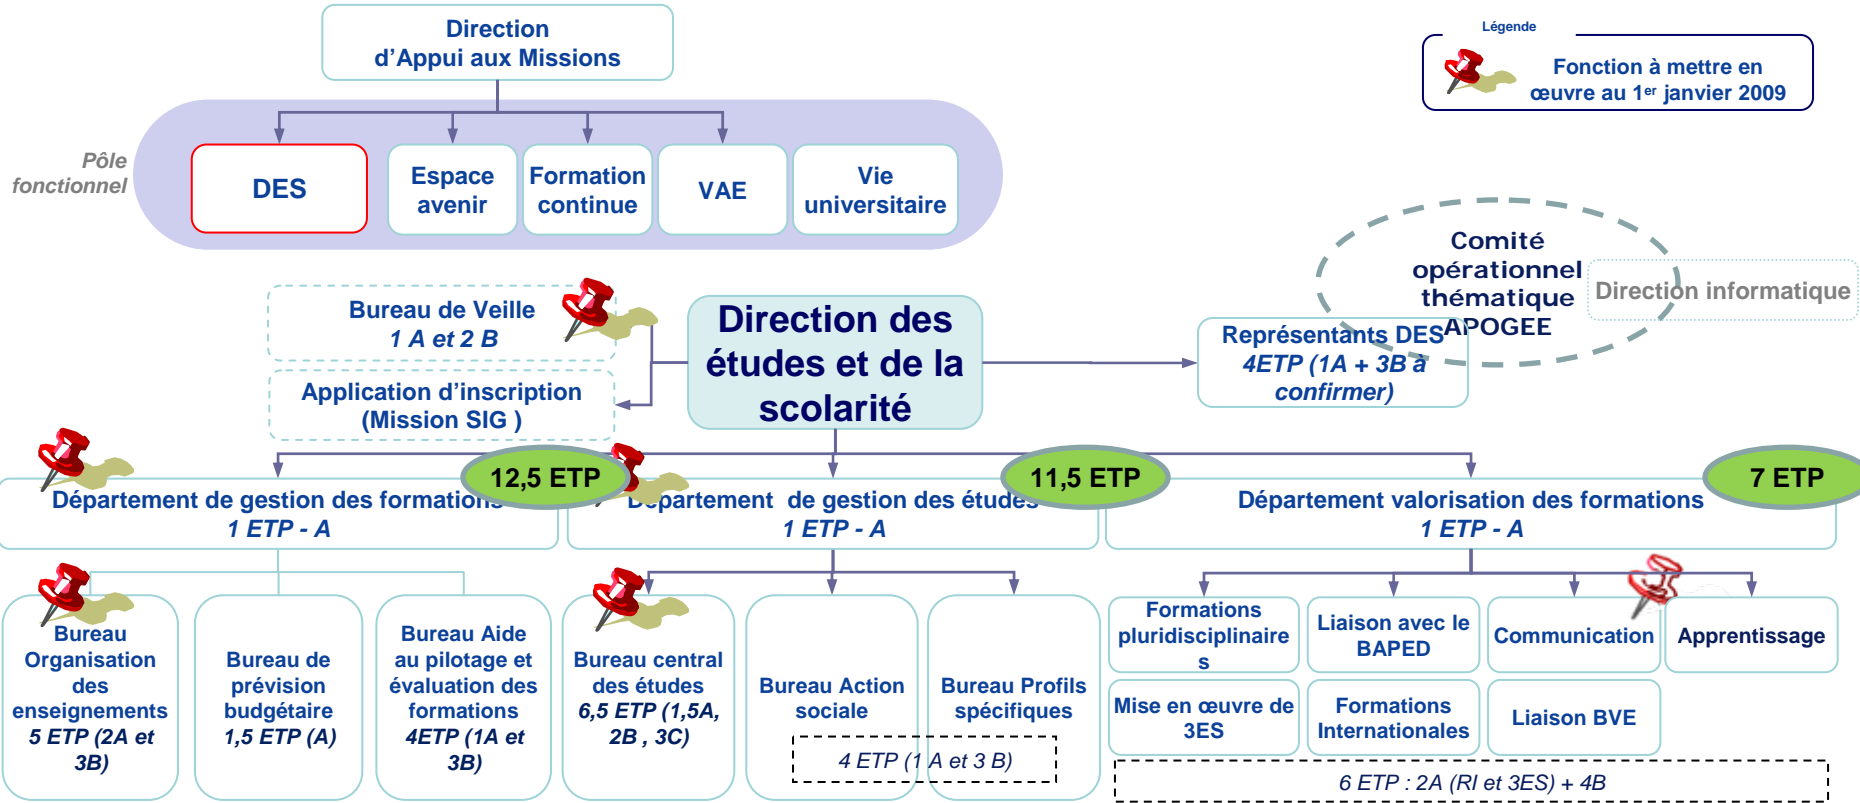 Direction
d’Appui aux Missions
Légende
Fonction à mettre en
œuvre au 1er janvier 2009
Pôle
fonctionnel
DES
Espace
avenir
Formation
continue
VAE
Vie
universitaire
Comité
opérationnel
thématique
APOGEE
Direction informatique
Bureau de Veille
1 A et 2 B
Application d’inscription
(Mission SIG )
Direction des
études et de la
scolarité
Représentants DES
4ETP (1A + 3B à
confirmer)
12,5 ETP
11,5 ETP
7 ETP
Département de gestion des formations
1 ETP - A
Département  de gestion des études
1 ETP - A
Département valorisation des formations
1 ETP - A
Bureau
Organisation
des
enseignements
5 ETP (2A et
3B)
Bureau de
prévision
budgétaire
1,5 ETP (A)
Bureau Aide
au pilotage et
évaluation des
formations
4ETP (1A et
3B)
Bureau central
des études
6,5 ETP (1,5A,
2B , 3C)
Bureau Action
sociale
Bureau Profils
spécifiques
4 ETP (1 A et 3 B)
Formations
pluridisciplinaire
s
Liaison avec le
BAPED
Communication
Apprentissage
Mise en œuvre de
3ES
Formations
Internationales
Liaison BVE
6 ETP : 2A (RI et 3ES) + 4B